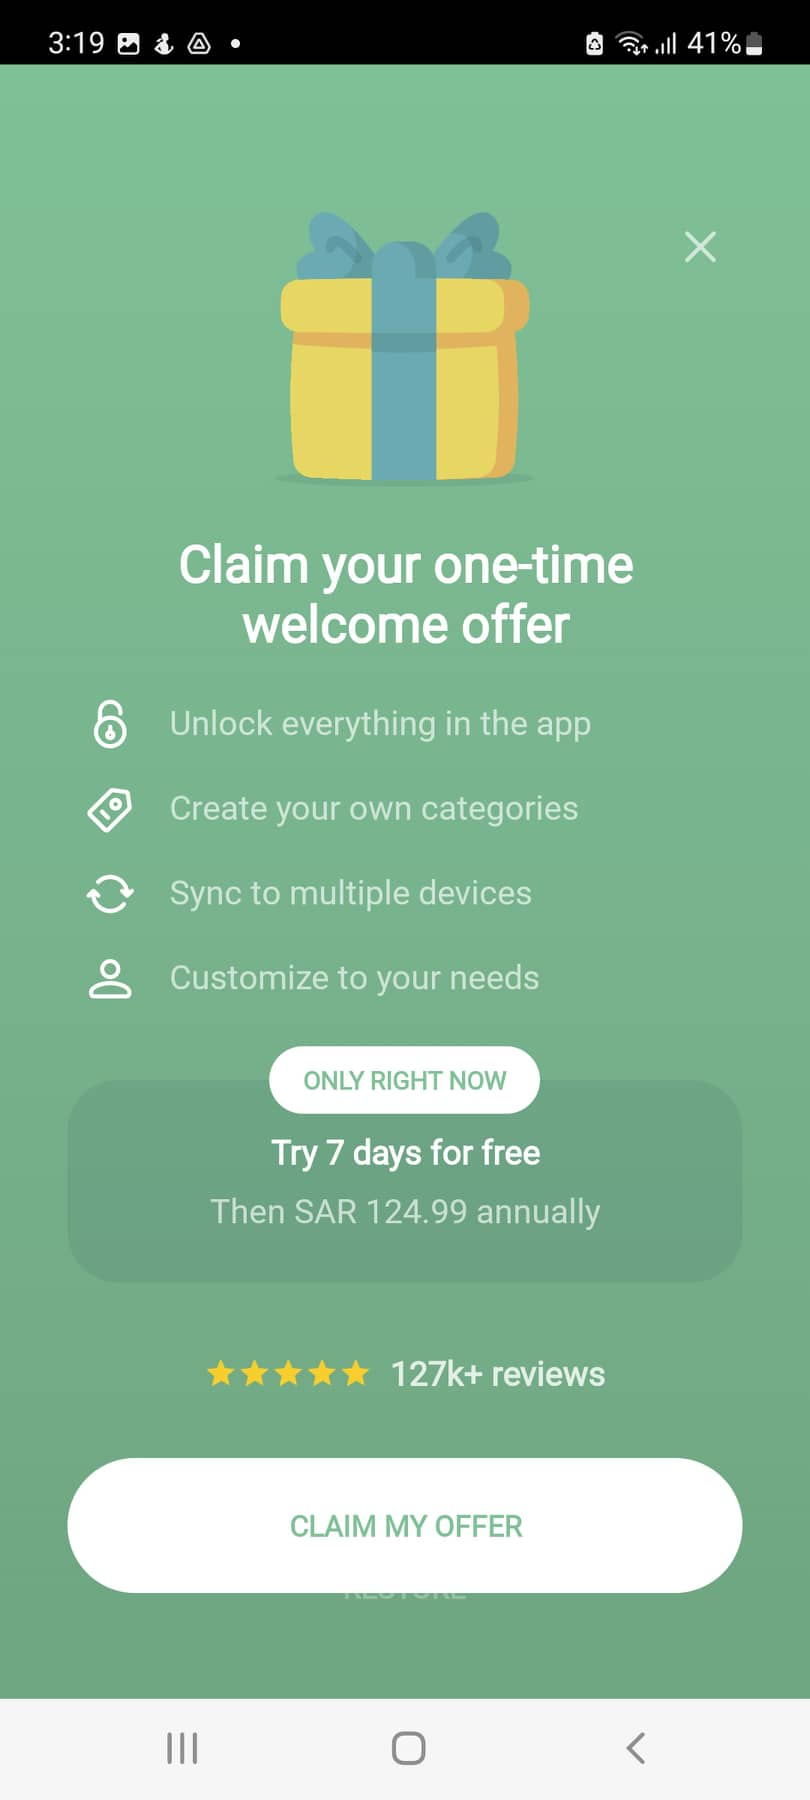 3:19
41%
Claim your one-time
welcome offer
Unlock everything in the app
Create your own categories
Sync to multiple devices
Customize to your needs
ONLY RIGHT NOW
Try 7 days for free
Then SAR 124.99 annually
127k+ reviews
CLAIM MY OFFER
RESTORE